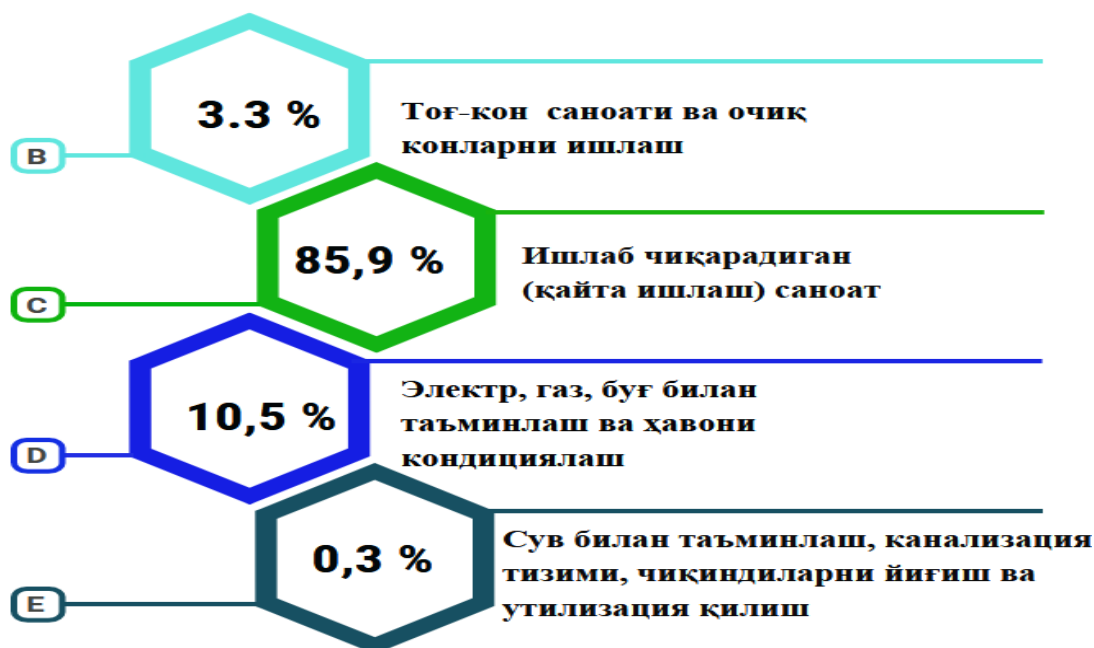 3.3 %
Тоғ-кон саноати ва очиқ
конларни ишлаш
B
85,9 %
Ишлаб чиқарадиган
(қайта ишлаш) саноат
C
10,5 %
Электр, газ, буғ билан
таъминлаш ва ҳавони
кондициялаш
D
0,3 %
Сув билан таъминлаш, канализация
тизими, чиқиндиларни йиғиш ва
утилизация қилиш
E